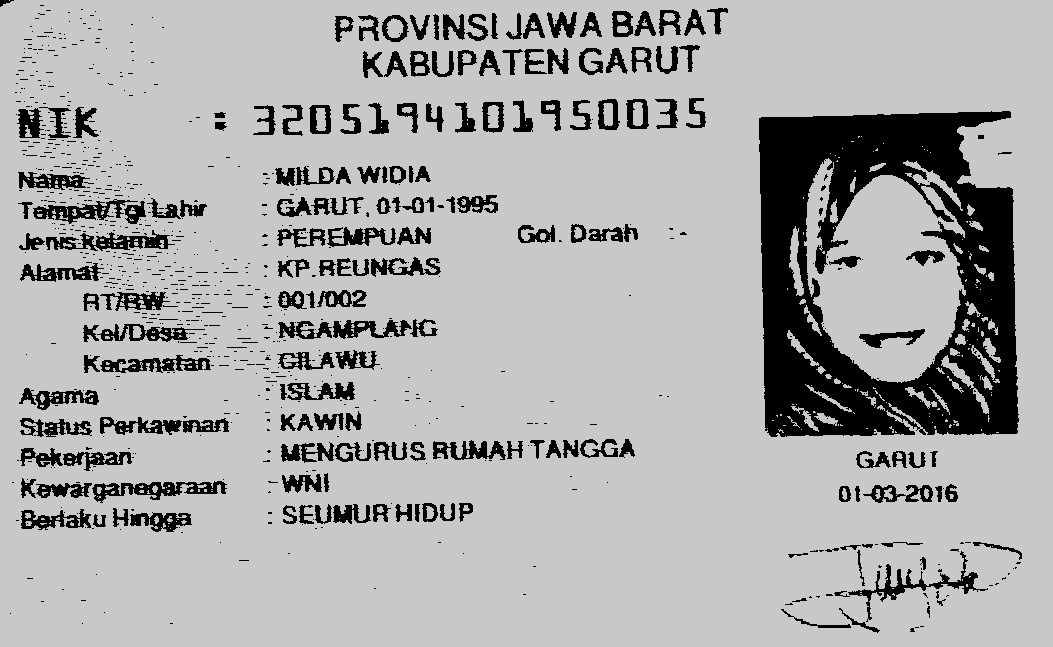 PROVINSI JAWA BARAT
KABUPATEN GARUT
NIK : 3205194101950035
Nama : MILDA WIDIA
Tempat/Tgl Lahir : GARUT, 01-01-1995
Jenis kelamin : PEREMPUAN Gol. Darah : -
Alamat : KP.REUNGAS
RT/RW : 001/002
Kel/Desa : NGAMPLANG
Kecamatan : CILAWU
Agama : ISLAM
Status Perkawinan : KAWIN
Pekerjaan : MENGURUS RUMAH TANGGA
Kewarganegaraan : WNI
Berlaku Hingga : SEUMUR HIDUP
GARUT
01-03-2016